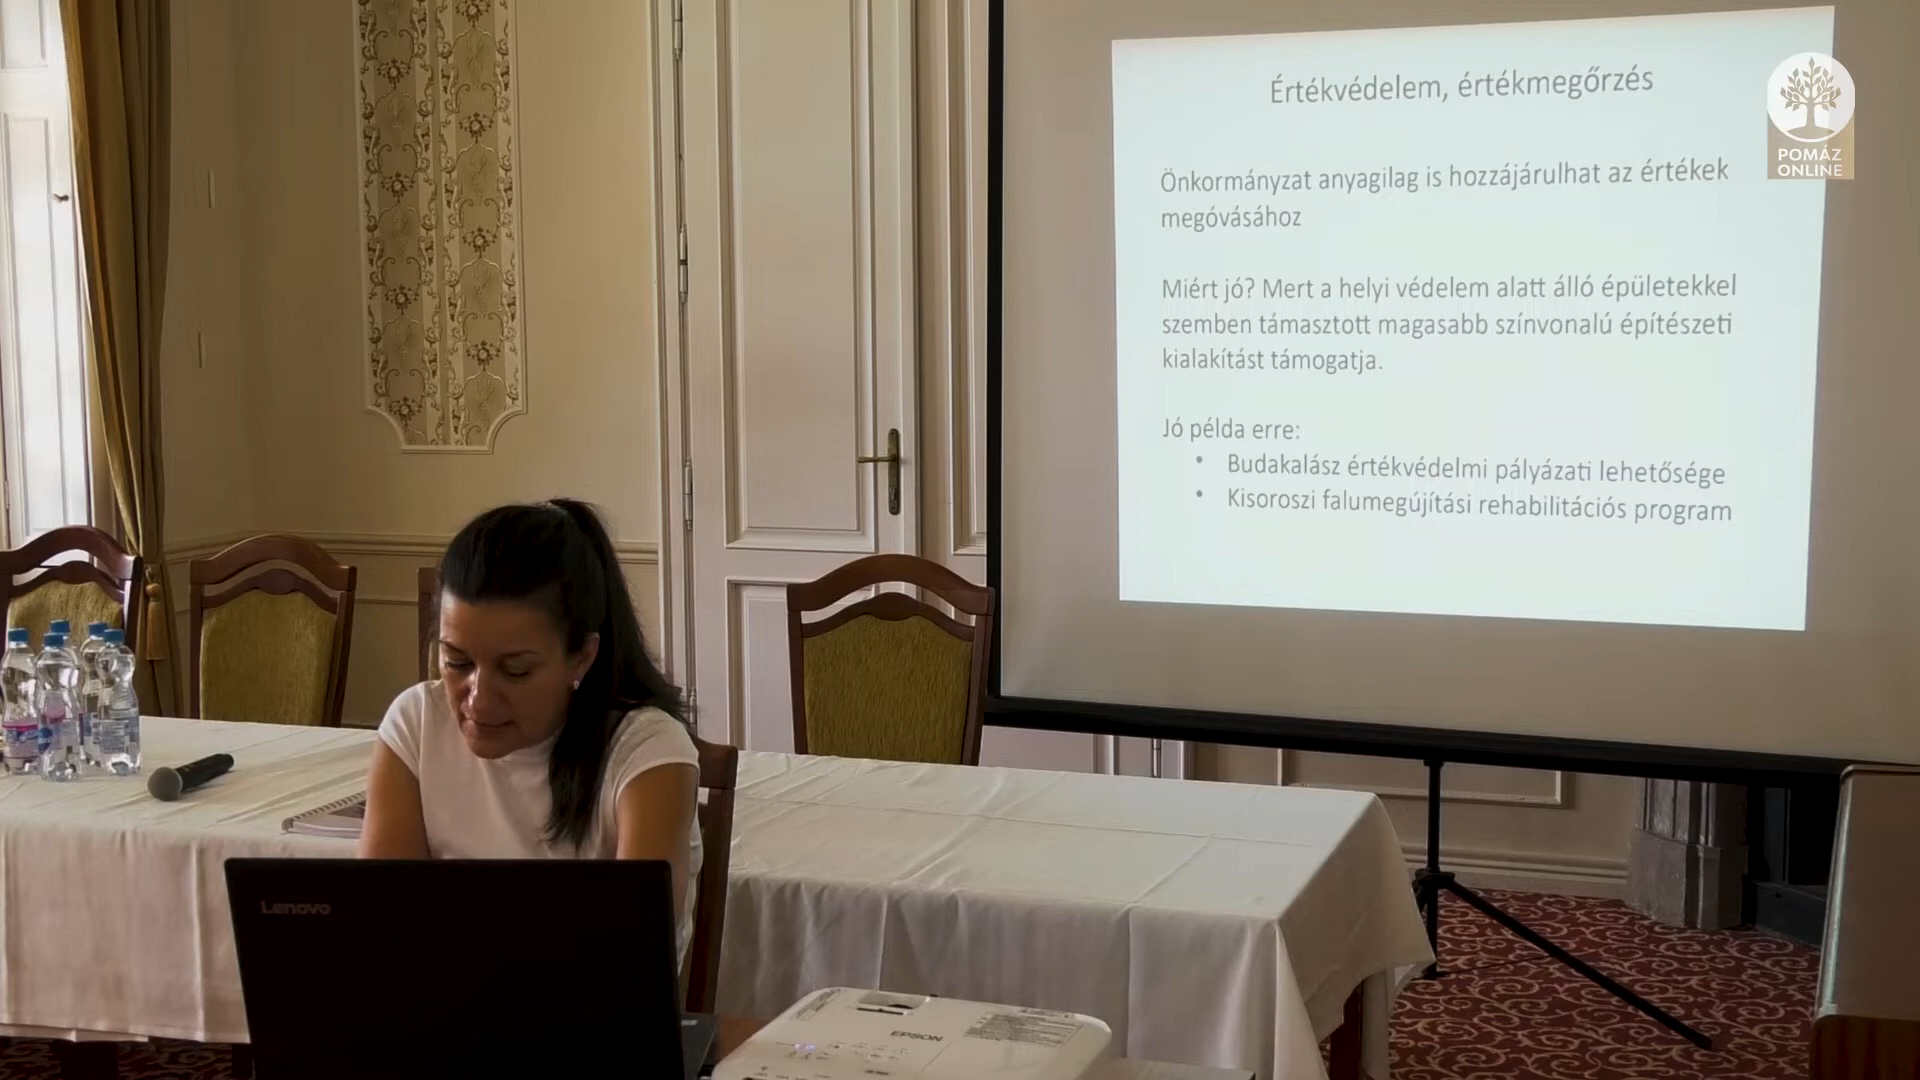 Értékvédelem, értékmegőrzés
Önkormányzat anyagilag is hozzájárulhat az értékek
megóvásához
Miért jó? Mert a helyi védelem alatt álló épületekkel
szemben támasztott magasabb színvonalú építészeti
kialakítást támogatja.
Jó példa erre:
• Budakalász értékvédelmi pályázati lehetősége
• Kisoroszi falumegújítási rehabilitációs program
POMÁZ
ONLINE
Lenovo
EPSON